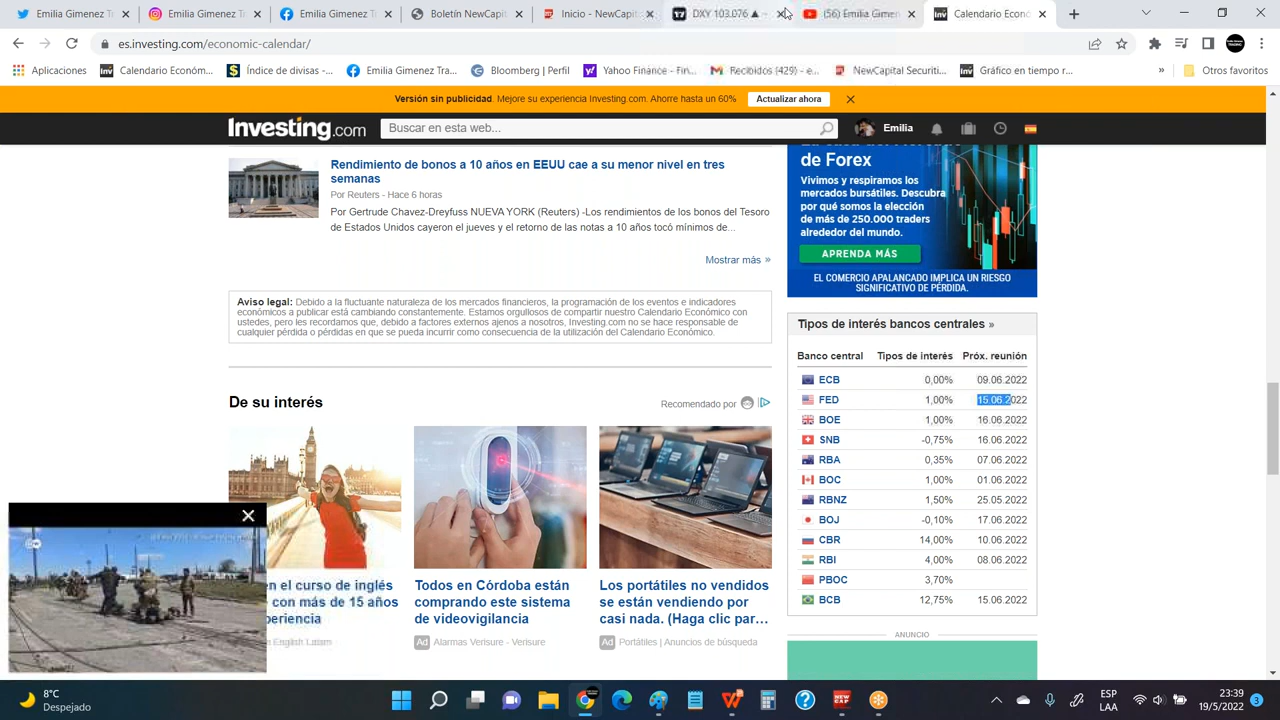 Emilia Gimenez T
Emilia Gimenez T
Emilia Gimenez T
Boletín NewCapit
Inicio - NewCapit
DXY 103.076 ▲
(56) Emilia Gimen
Calendario Econó
es.investing.com/economic-calendar/
Aplicaciones
Calendario Económ...
Índice de divisas -...
Emilia Gimenez Tra...
Bloomberg | Perfil
Yahoo Finance - Fin...
Recibidos (429) - e...
NewCapital Securiti...
Gráfico en tiempo r...
»
Otros favoritos
Versión sin publicidad. Mejore su experiencia Investing.com. Ahorre hasta un 60%
Actualizar ahora
Investing.com
Buscar en esta web...
Emilia
Rendimiento de bonos a 10 años en EEUU cae a su menor nivel en tres
semanas
Por Reuters - Hace 6 horas
Por Gertrude Chavez-Dreyfuss NUEVA YORK (Reuters) -Los rendimientos de los bonos del Tesoro
de Estados Unidos cayeron el jueves y el retorno de las notas a 10 años tocó mínimos de...
Mostrar más »
Aviso legal: Debido a la fluctuante naturaleza de los mercados financieros, la programación de los eventos e indicadores
económicos a publicar está cambiando constantemente. Estamos orgullosos de compartir nuestro Calendario Económico con
ustedes, pero les recordamos que, debido a factores externos ajenos a nosotros, Investing.com no se hace responsable de
cualquier pérdida o pérdidas en que se pueda incurrir como consecuencia de la utilización del Calendario Económico.
De su interés
Recomendado por
n el curso de inglés
con más de 15 años
periencia
English Latam
Todos en Córdoba están
comprando este sistema
de videovigilancia
Ad Alarmas Verisure - Verisure
Los portátiles no vendidos
se están vendiendo por
casi nada. (Haga clic par...
Ad Portátiles | Anuncios de búsqueda
de Forex
Vivimos y respiramos los
mercados bursátiles. Descubra
por qué somos la elección
de más de 250.000 traders
alrededor del mundo.
APRENDA MÁS
EL COMERCIO APALANCADO IMPLICA UN RIESGO
SIGNIFICATIVO DE PÉRDIDA.
Tipos de interés bancos centrales »
Banco central Tipos de interés Próx. reunión
ECB 0,00% 09.06.2022
FED 1,00% 15.06.2022
BOE 1,00% 16.06.2022
SNB -0,75% 16.06.2022
RBA 0,35% 07.06.2022
BOC 1,00% 01.06.2022
RBNZ 1,50% 25.05.2022
BOJ -0,10% 17.06.2022
CBR 14,00% 10.06.2022
RBI 4,00% 08.06.2022
PBOC 3,70%
BCB 12,75% 15.06.2022
ANUNCIO
8°C
Despejado
ESP
LAA
23:39
19/5/2022
3